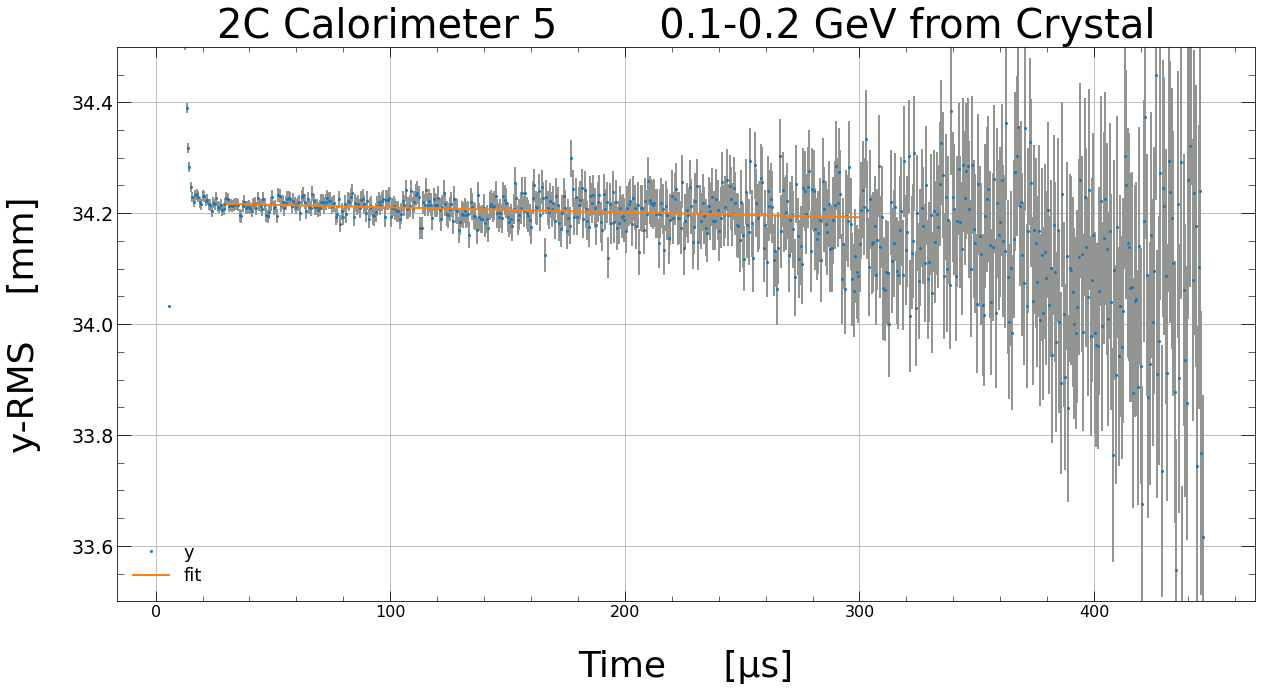 2C Calorimeter 5 0.1-0.2 GeV from Crystal
y-RMS [mm]
34.4
34.2
34.0
33.8
33.6
y
fit
0 100 200 300 400
Time [µs]